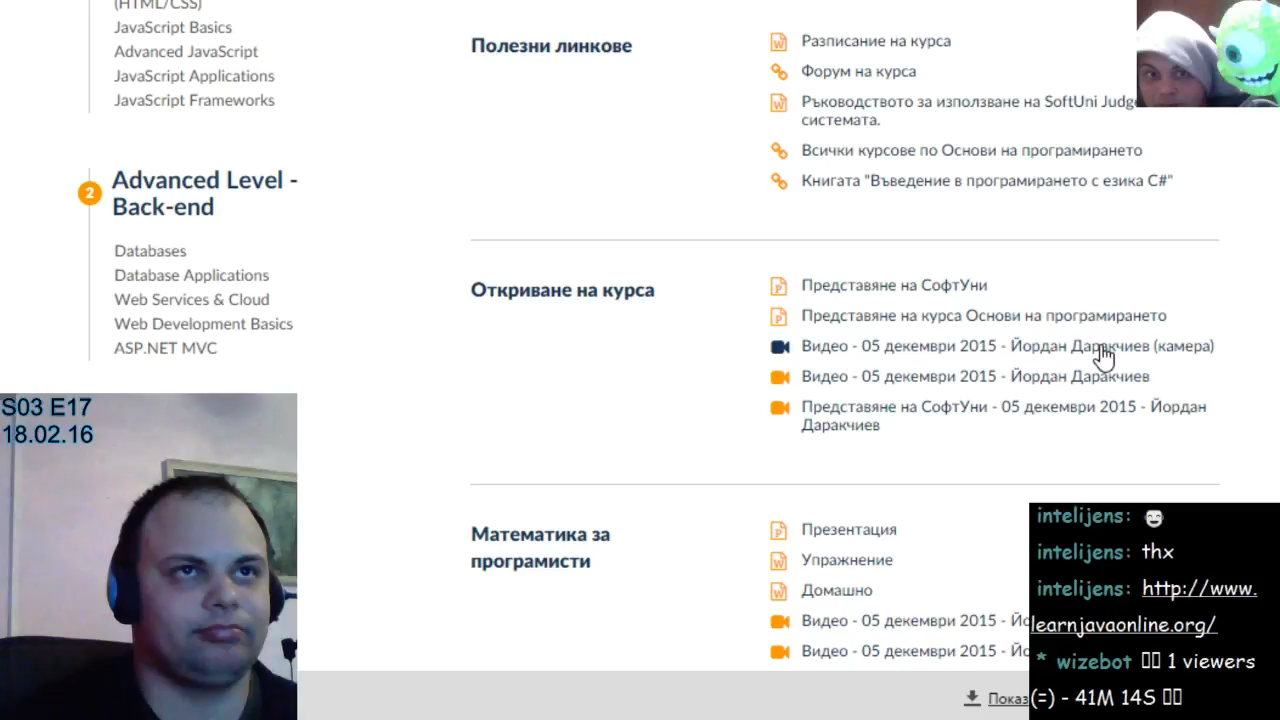 (HTML/CSS)
JavaScript Basics
Advanced JavaScript
JavaScript Applications
JavaScript Frameworks
2
Advanced Level -
Back-end
Databases
Database Applications
Web Services & Cloud
Web Development Basics
ASP.NET MVC
S03 E17
18.02.16
Полезни линкове
Разписание на курса
Форум на курса
Ръководството за използване на SoftUni Judge
системата.
Всички курсове по Основи на програмирането
Книгата "Въведение в програмирането с езика C#"
Откриване на курса
Представяне на СофтУни
Представяне на курса Основи на програмирането
Видео - 05 декември 2015 - Йордан Даракчиев (камера)
Видео - 05 декември 2015 - Йордан Даракчиев
Представяне на СофтУни - 05 декември 2015 - Йордан
Даракчиев
Математика за
програмисти
Презентация
Упражнение
Домашно
Видео - 05 декември 2015 - Йо
Видео - 05 декември 2015 - Йо
Показ
intelijens:
intelijens: thx
intelijens: http://www.
learnjavaonline.org/
* wizebot 1 viewers
(=) - 41M 14S